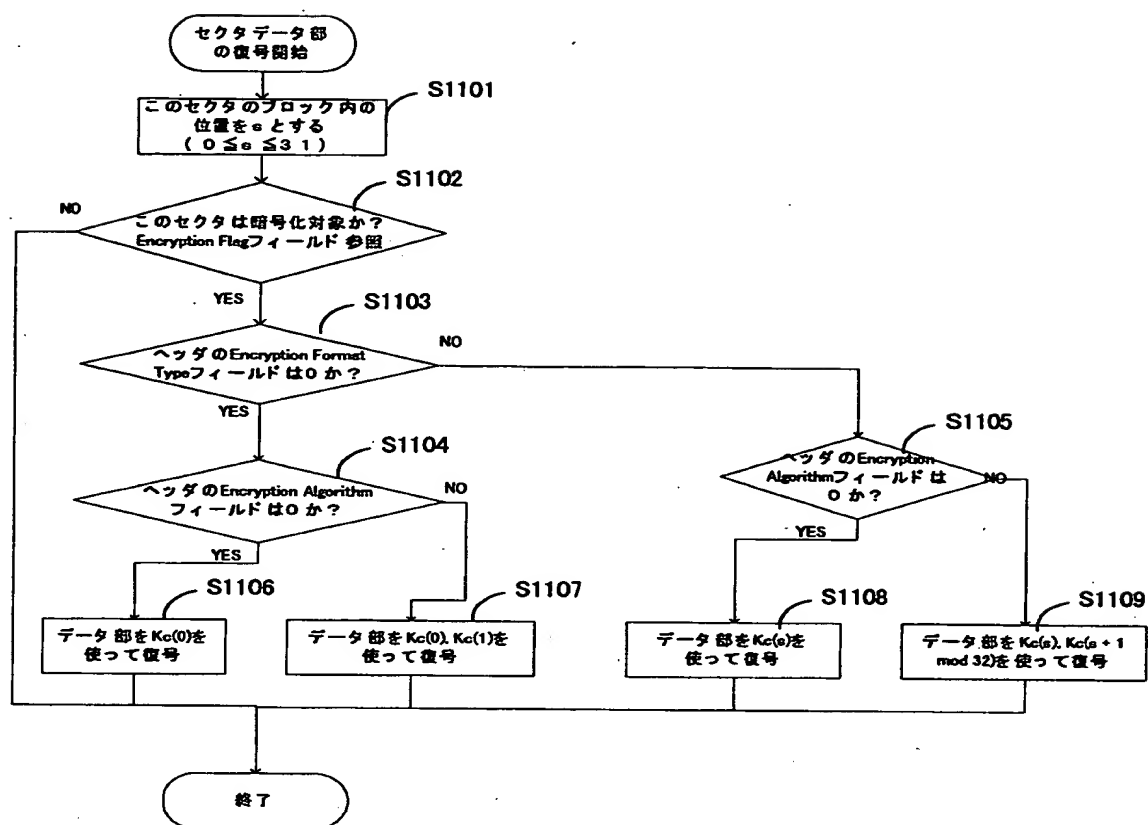 セクタデータ部
の復号開始
S1101
このセクタのブロック内の
位置をsとする
(0≦s≦31)
S1102
NO
このセクタは暗号化対象か?
Encryption Flagフィールド参照
YES
S1103
NO
ヘッダのEncryption Format
Typeフィールドは0か?
YES
S1104
ヘッダのEncryption Algorithm
フィールドは0か?
NO
YES
S1105
ヘッダのEncryption
Algorithmフィールドは
0か?
NO
YES
S1106
データ部をKc(0)を
使って復号
S1107
データ部をKc(0)、Kc(1)を
使って復号
S1108
データ部をKc(s)を
使って復号
S1109
データ部をKc(s)、Kc(s+1
mod 32)を使って復号
終了